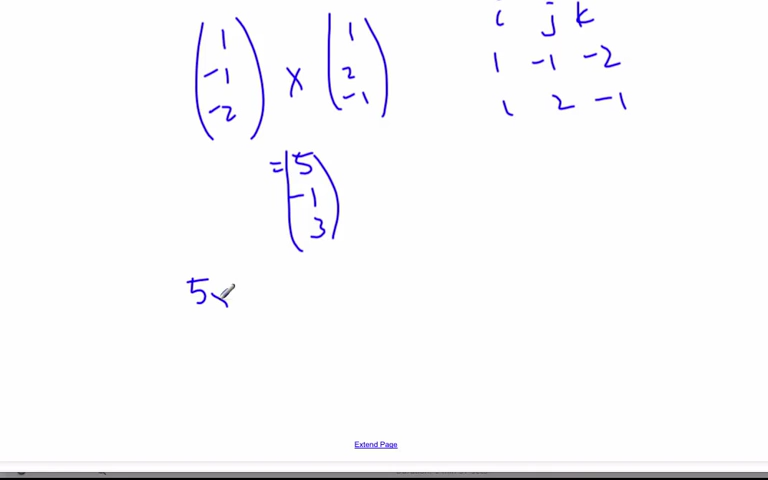 i j k
1 1 1 -1 -2
-1 × 2
-2 -1 1 2 -1
= 5
-1
3
5x
Extend Page